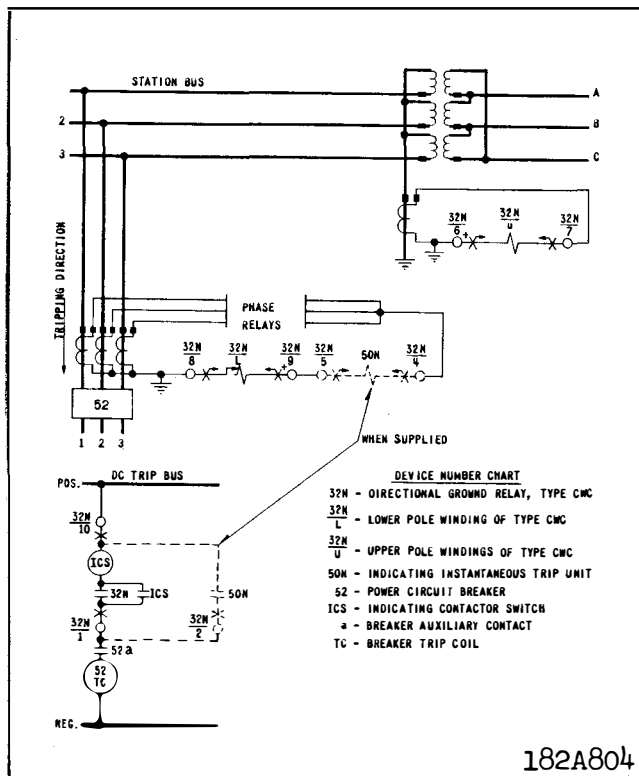 STATION BUS
A
2
B
3
C
TRIPPING DIRECTION
32N
6
+
32N
u
32N
7
PHASE
RELAYS
32N
8
32N
L
32N
9
+
32N
5
50N
32N
4
52
1 2 3
WHEN SUPPLIED
POS.
DC TRIP BUS
32N
10
ICS
32N
ICS
50N
32N
1
32N
2
52a
52
TC
NEG.
DEVICE NUMBER CHART
32N - DIRECTIONAL GROUND RELAY, TYPE CWC
32N
L
- LOWER POLE WINDING OF TYPE CWC
32N
U
- UPPER POLE WINDINGS OF TYPE CWC
50N - INDICATING INSTANTANEOUS TRIP UNIT
52 - POWER CIRCUIT BREAKER
ICS - INDICATING CONTACTOR SWITCH
a - BREAKER AUXILIARY CONTACT
TC - BREAKER TRIP COIL
182A804